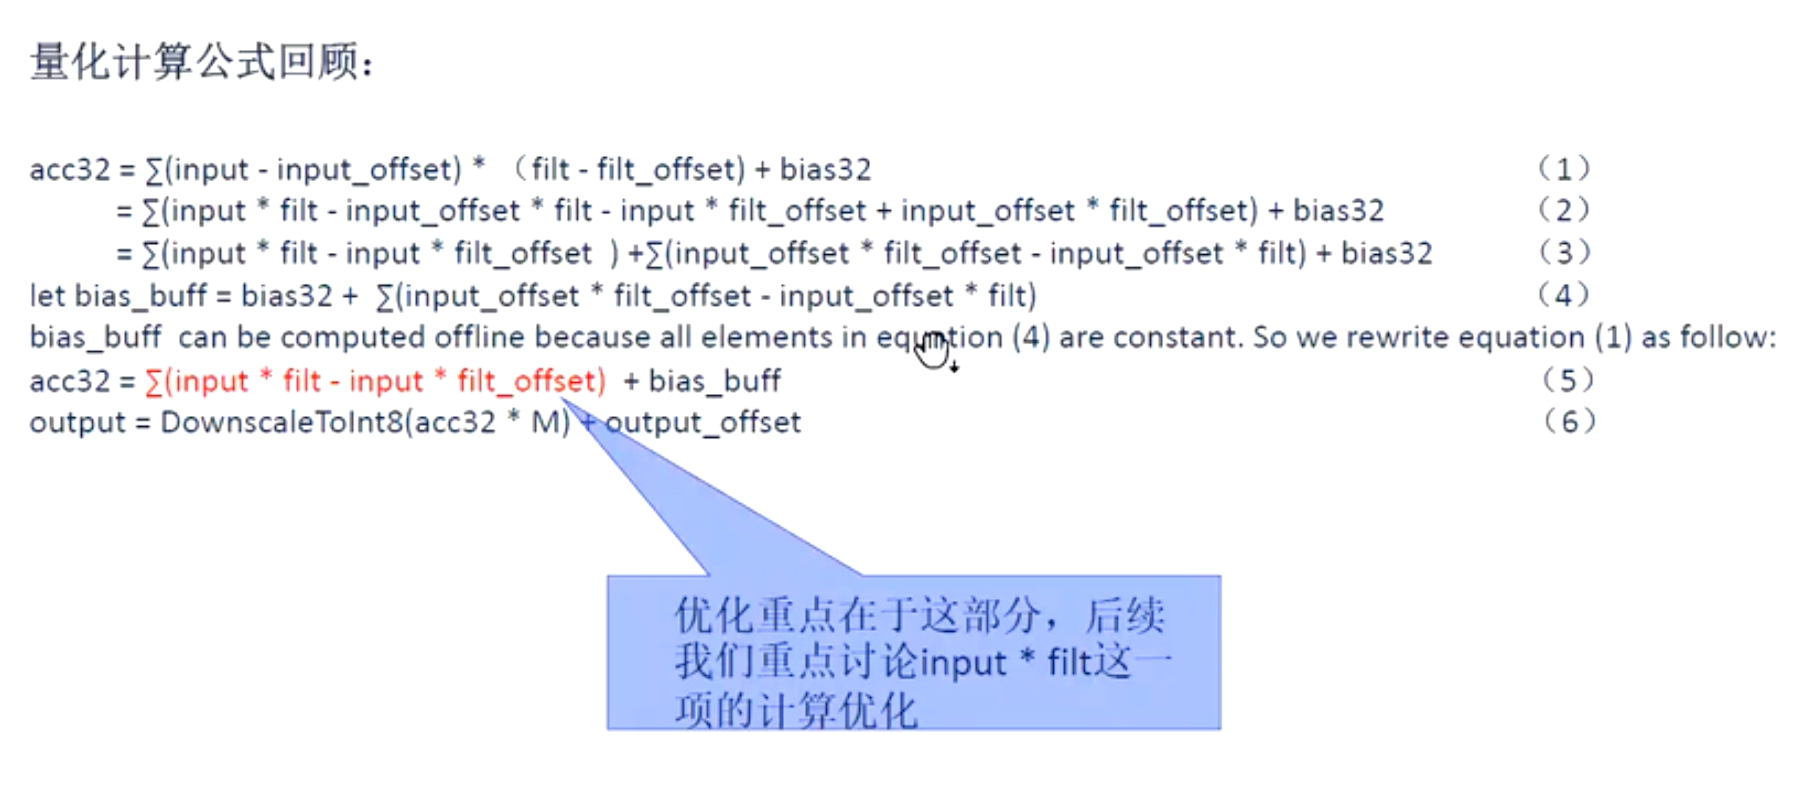 量化计算公式回顾：
acc32 = ∑(input - input_offset) * （filt - filt_offset) + bias32 （1）
= ∑(input * filt - input_offset * filt - input * filt_offset + input_offset * filt_offset) + bias32 （2）
= ∑(input * filt - input * filt_offset ) +∑(input_offset * filt_offset - input_offset * filt) + bias32 （3）
let bias_buff = bias32 + ∑(input_offset * filt_offset - input_offset * filt) （4）
bias_buff can be computed offline because all elements in equation (4) are constant. So we rewrite equation (1) as follow:
acc32 = ∑(input * filt - input * filt_offset) + bias_buff （5）
output = DownscaleToInt8(acc32 * M) + output_offset （6）
优化重点在于这部分，后续
我们重点讨论input * filt这一
项的计算优化